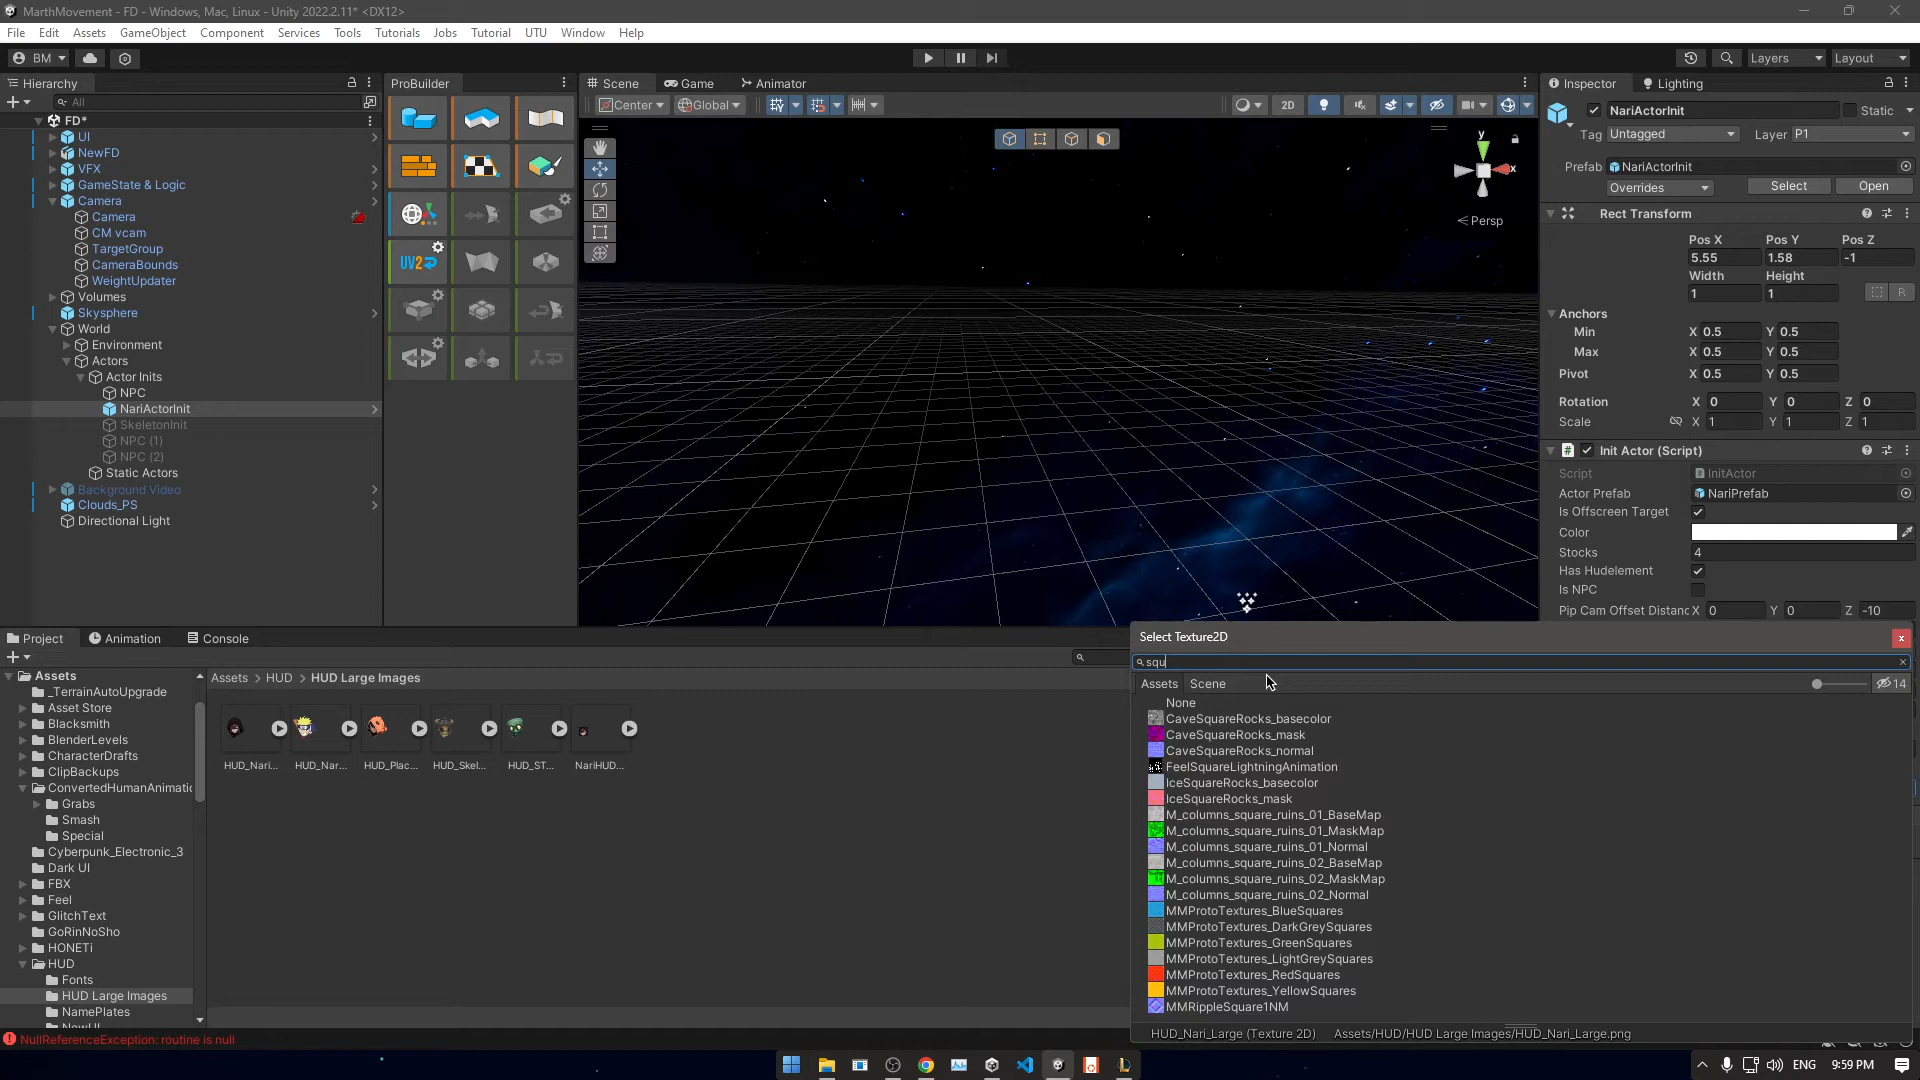 MarthMovement - FD - Windows, Mac, Linux - Unity 2022.2.11* <DX12>
File Edit Assets GameObject Component Services Tools Tutorials Jobs Tutorial UTU Window Help
BM Layers Layout
Hierarchy
All
FD*
UI
NewFD
VFX
GameState & Logic
Camera
Camera
CM vcam
TargetGroup
CameraBounds
WeightUpdater
Volumes
Skysphere
World
Environment
Actors
Actor Inits
NPC
NariActorInit
SkeletonInit
NPC (1)
NPC (2)
Static Actors
Background Video
Clouds_PS
Directional Light
ProBuilder
UV2
Scene Game Animator
Center Global 2D
y
x
Persp
Inspector Lighting
NariActorInit Static
Tag Untagged Layer P1
Prefab NariActorInit
Overrides Select Open
Rect Transform
Pos X Pos Y Pos Z
5.55 1.58 -1
Width Height
1 1 R
Anchors
Min X 0.5 Y 0.5
Max X 0.5 Y 0.5
Pivot X 0.5 Y 0.5
Rotation X 0 Y 0 Z 0
Scale X 1 Y 1 Z 1
Init Actor (Script)
Script InitActor
Actor Prefab NariPrefab
Is Offscreen Target
Color
Stocks 4
Has Hudelement
Is NPC
Pip Cam Offset Distanc X 0 Y 0 Z -10
Project Animation Console
Assets
_TerrainAutoUpgrade
Asset Store
Blacksmith
BlenderLevels
CharacterDrafts
ClipBackups
ConvertedHumanAnimatic
Grabs
Smash
Special
Cyberpunk_Electronic_3
Dark UI
FBX
Feel
GlitchText
GoRinNoSho
HONETi
HUD
Fonts
HUD Large Images
NamePlates
NewUI
Assets > HUD > HUD Large Images
HUD_Nari... HUD_Nar... HUD_Plac... HUD_Skel... HUD_ST... NariHUD...
Select Texture2D
squ
Assets Scene 14
None
CaveSquareRocks_basecolor
CaveSquareRocks_mask
CaveSquareRocks_normal
FeelSquareLightningAnimation
IceSquareRocks_basecolor
IceSquareRocks_mask
M_columns_square_ruins_01_BaseMap
M_columns_square_ruins_01_MaskMap
M_columns_square_ruins_01_Normal
M_columns_square_ruins_02_BaseMap
M_columns_square_ruins_02_MaskMap
M_columns_square_ruins_02_Normal
MMProtoTextures_BlueSquares
MMProtoTextures_DarkGreySquares
MMProtoTextures_GreenSquares
MMProtoTextures_LightGreySquares
MMProtoTextures_RedSquares
MMProtoTextures_YellowSquares
MMRippleSquare1NM
HUD_Nari_Large (Texture 2D) Assets/HUD/HUD Large Images/HUD_Nari_Large.png
NullReferenceException: routine is null
ENG 9:59 PM